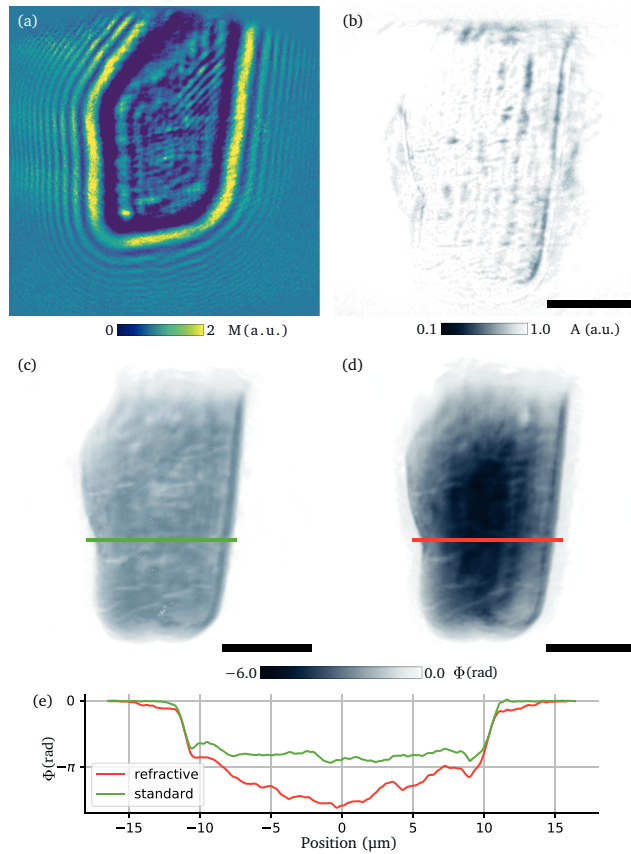 (a)
(b)
0 2 M(a.u.)
0.1 1.0 A (a.u.)
(c)
(d)
−6.0 0.0 Φ(rad)
(e)
0
−π
Φ(rad)
refractive
standard
−15 −10 −5 0 5 10 15
Position (μm)